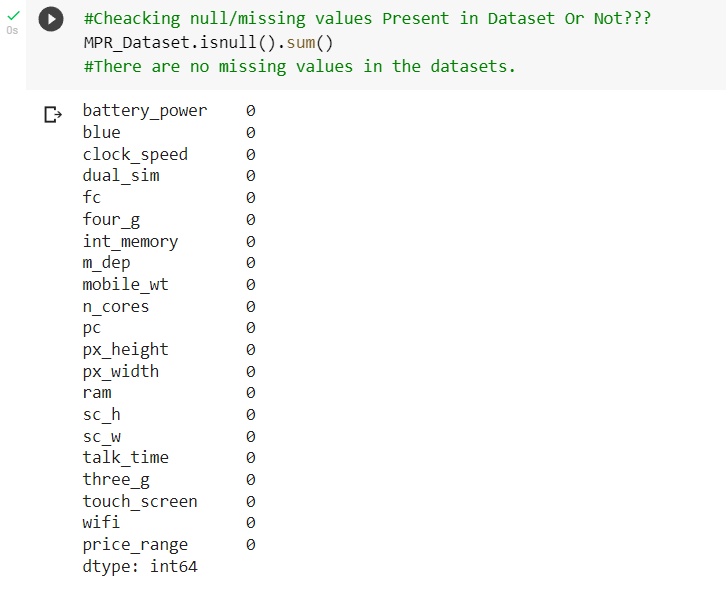 #Cheacking null/missing values Present in Dataset Or Not???
MPR_Dataset.isnull().sum()
#There are no missing values in the datasets.
0s
battery_power 0
blue 0
clock_speed 0
dual_sim 0
fc 0
four_g 0
int_memory 0
m_dep 0
mobile_wt 0
n_cores 0
pc 0
px_height 0
px_width 0
ram 0
sc_h 0
sc_w 0
talk_time 0
three_g 0
touch_screen 0
wifi 0
price_range 0
dtype: int64